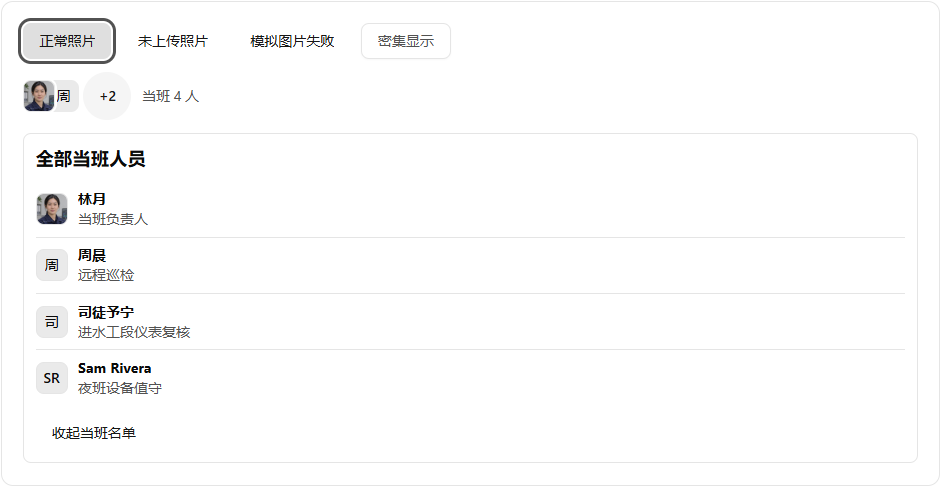 正常照片 未上传照片 模拟图片失败 密集显示
周 +2 当班 4 人
全部当班人员
林月
当班负责人
周 周晨
远程巡检
司 司徒予宁
进水工段仪表复核
SR Sam Rivera
夜班设备值守
收起当班名单